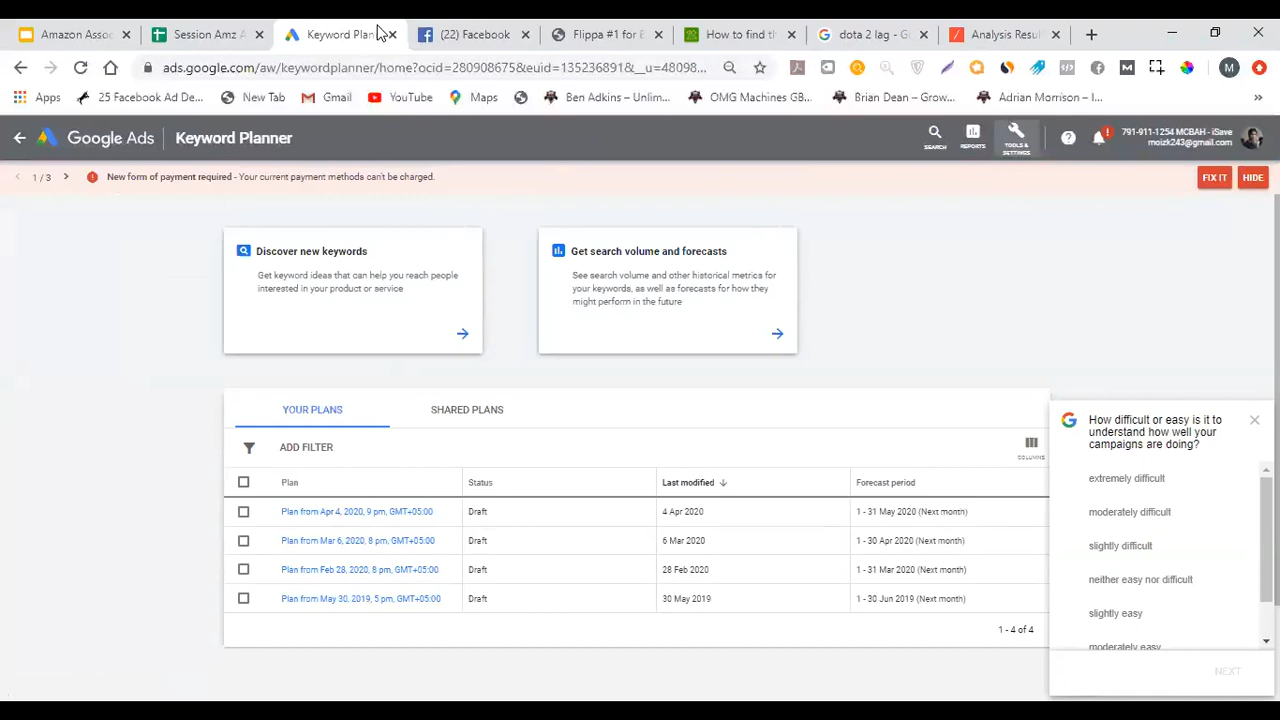 Amazon Asso
Session Amz A
Keyword Plan
(22) Facebook
Flippa #1 for B
How to find th
dota 2 lag - G
Analysis Resul
ads.google.com/aw/keywordplanner/home?ocid=280908675&euid=135236891&__u=48098...
Apps
25 Facebook Ad De...
New Tab
Gmail
YouTube
Maps
Ben Adkins – Unlim...
OMG Machines GB...
Brian Dean – Grow...
Adrian Morrison – I...
Google Ads
Keyword Planner
SEARCH
REPORTS
TOOLS &
SETTINGS
791-911-1254 MCBAH - iSave
moizk243@gmail.com
1 / 3
New form of payment required - Your current payment methods can't be charged.
FIX IT
HIDE
Discover new keywords
Get keyword ideas that can help you reach people
interested in your product or service
Get search volume and forecasts
See search volume and other historical metrics for
your keywords, as well as forecasts for how they
might perform in the future
YOUR PLANS
SHARED PLANS
ADD FILTER
COLUMNS
Plan
Status
Last modified
Forecast period
Plan from Apr 4, 2020, 9 pm, GMT+05:00
Draft
4 Apr 2020
1 - 31 May 2020 (Next month)
Plan from Mar 6, 2020, 8 pm, GMT+05:00
Draft
6 Mar 2020
1 - 30 Apr 2020 (Next month)
Plan from Feb 28, 2020, 8 pm, GMT+05:00
Draft
28 Feb 2020
1 - 31 Mar 2020 (Next month)
Plan from May 30, 2019, 5 pm, GMT+05:00
Draft
30 May 2019
1 - 30 Jun 2019 (Next month)
1 - 4 of 4
How difficult or easy is it to
understand how well your
campaigns are doing?
extremely difficult
moderately difficult
slightly difficult
neither easy nor difficult
slightly easy
moderately easy
NEXT